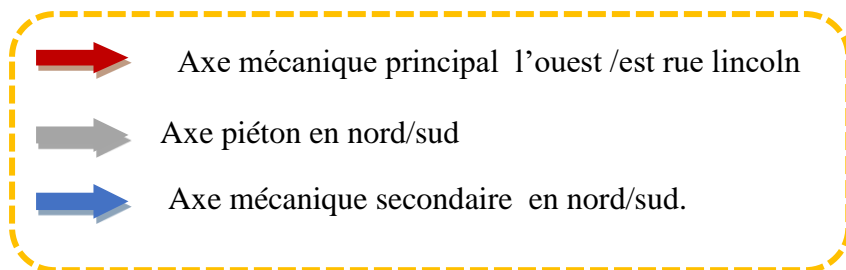 Axe mécanique principal l’ouest /est rue lincoln
Axe piéton en nord/sud
Axe mécanique secondaire en nord/sud.